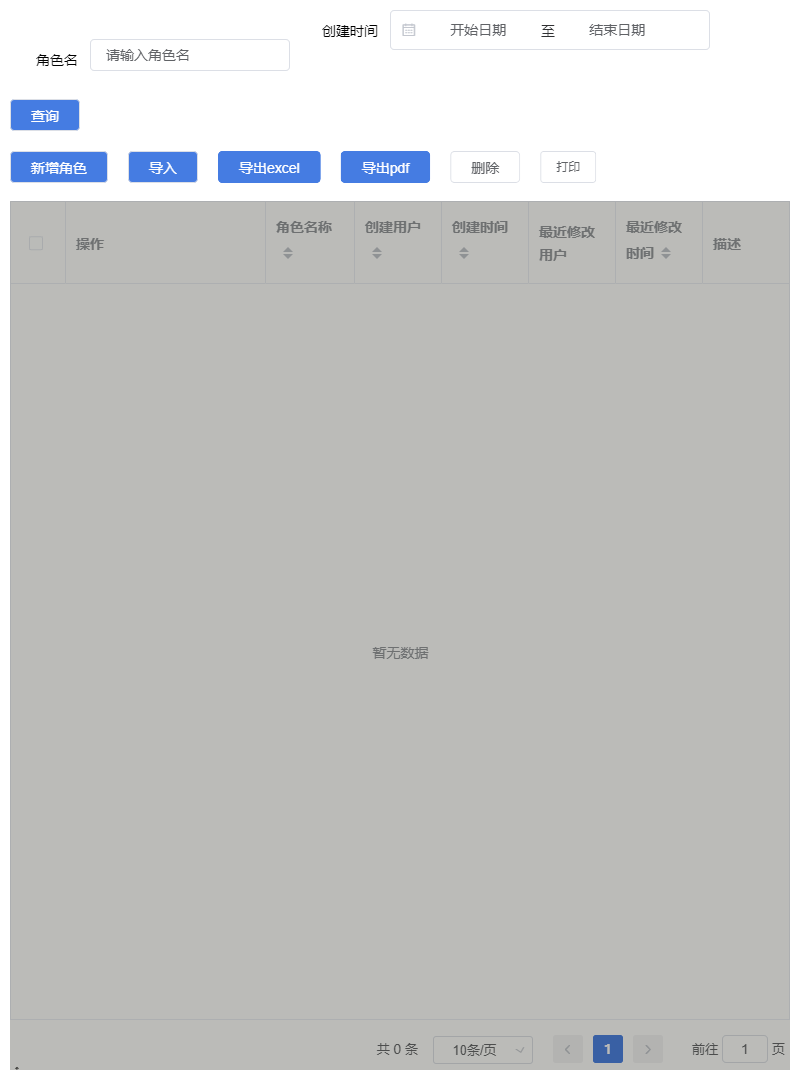 创建时间 开始日期 至 结束日期
角色名 请输入角色名
查询
新增角色 导入 导出excel 导出pdf 删除 打印
操作 角色名称 创建用户 创建时间 最近修改用户 最近修改时间 描述
暂无数据
共 0 条 10条/页 1 前往 1 页